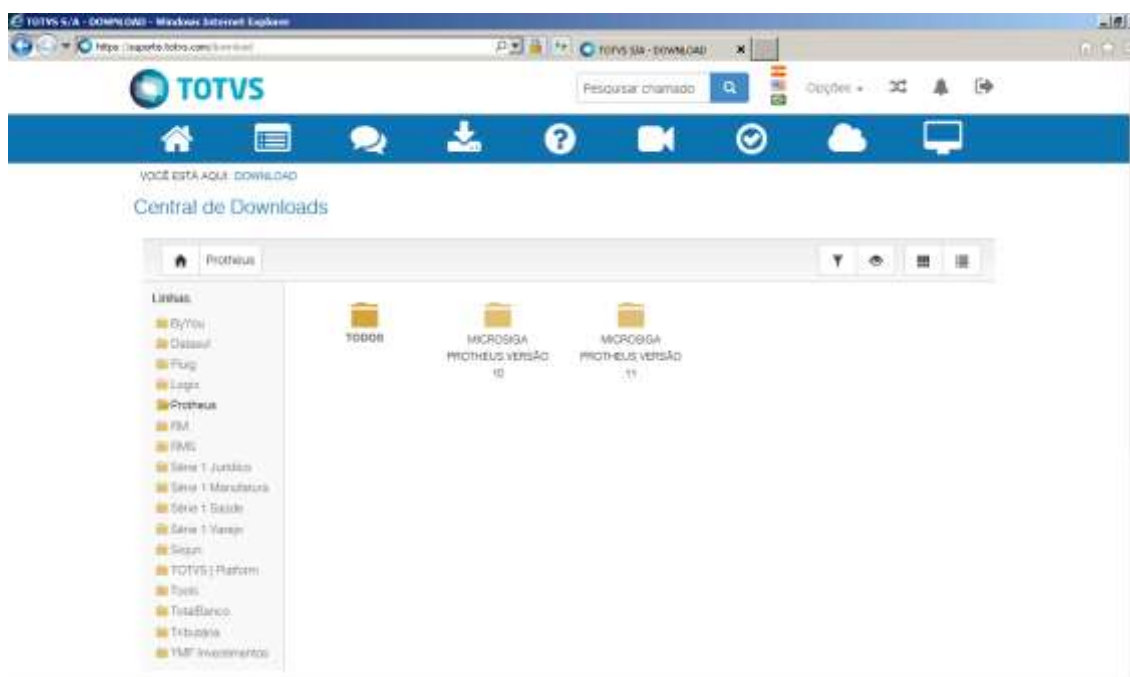 TOTVS S/A - DOWNLOAD - Windows Internet Explorer
TOTVS S/A - DOWNLOAD
TOTVS
Pesquisar chamado
Opções
VOCÊ ESTÁ AQUI: DOWNLOAD
Central de Downloads
Protheus
Linhas
ByYou
Datasul
Fluig
Logix
Protheus
RM
RMS
Série 1 Jurídico
Série 1 Manufatura
Série 1 Saúde
Série 1 Varejo
TOTVS | Platform
Tools
TotalBanco
Tributária
YMF Investimentos
TODOS
MICROSIGA
PROTHEUS VERSÃO
10
MICROSIGA
PROTHEUS VERSÃO
11